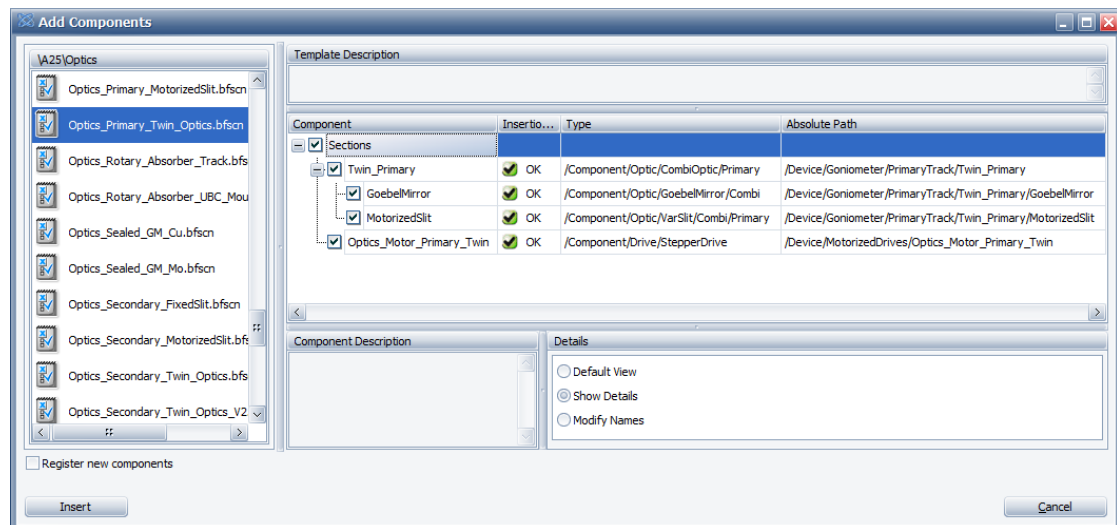 Add Components
\A25\Optics
Optics_Primary_MotorizedSlit.bfscn
Optics_Primary_Twin_Optics.bfscn
Optics_Rotary_Absorber_Track.bfs
Optics_Rotary_Absorber_UBC_Mou
Optics_Sealed_GM_Cu.bfscn
Optics_Sealed_GM_Mo.bfscn
Optics_Secondary_FixedSlit.bfscn
Optics_Secondary_MotorizedSlit.bfs
Optics_Secondary_Twin_Optics.bfs
Optics_Secondary_Twin_Optics_V2
Template Description
Component Insertio... Type Absolute Path
Sections
Twin_Primary OK /Component/Optic/CombiOptic/Primary /Device/Goniometer/PrimaryTrack/Twin_Primary
GoebelMirror OK /Component/Optic/GoebelMirror/Combi /Device/Goniometer/PrimaryTrack/Twin_Primary/GoebelMirror
MotorizedSlit OK /Component/Optic/VarSlit/Combi/Primary /Device/Goniometer/PrimaryTrack/Twin_Primary/MotorizedSlit
Optics_Motor_Primary_Twin OK /Component/Drive/StepperDrive /Device/MotorizedDrives/Optics_Motor_Primary_Twin
Component Description
Details
Default View
Show Details
Modify Names
Register new components
Insert
Cancel